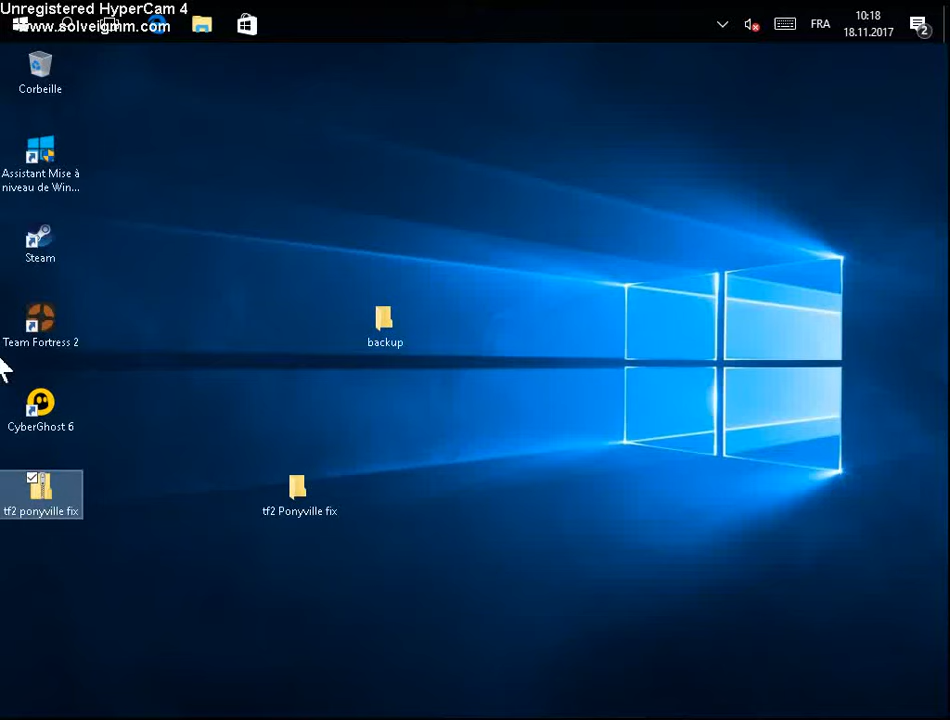 Unregistered HyperCam 4
www.solveigmm.com
FRA
10:18
18.11.2017
2
Corbeille
Assistant Mise à
niveau de Win...
Steam
Team Fortress 2
backup
CyberGhost 6
tf2 ponyville fix
tf2 Ponyville fix